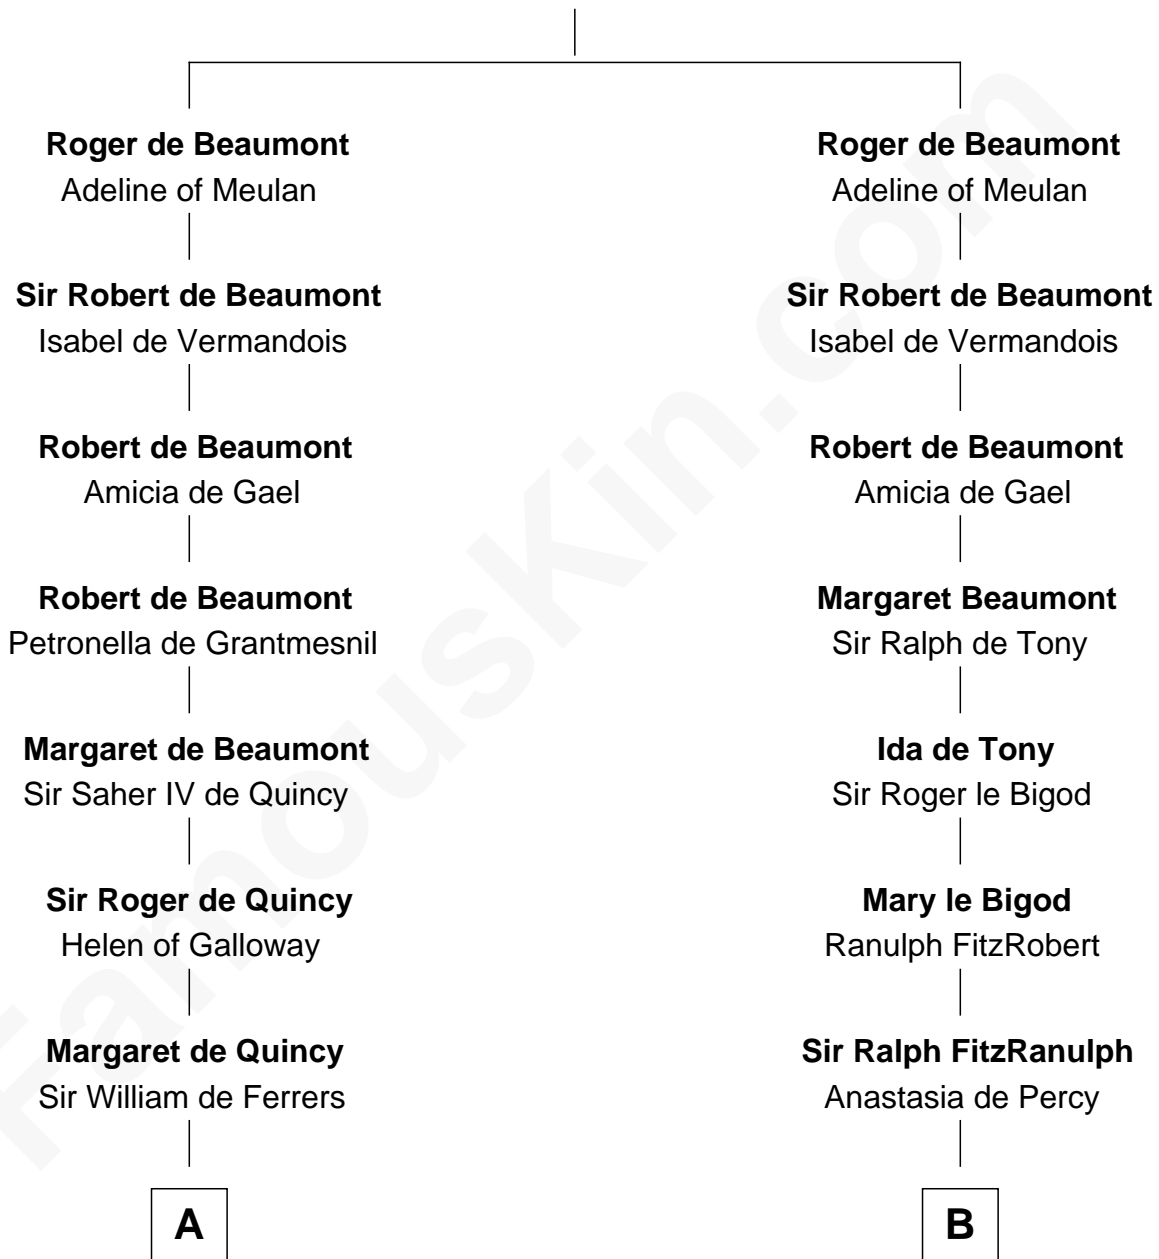 Roger de Beaumont
Adeline of Meulan
Sir Robert de Beaumont
Isabel de Vermandois
Robert de Beaumont
Amicia de Gael
Robert de Beaumont
Petronella de Grantmesnil
Margaret de Beaumont
Sir Saher IV de Quincy
Sir Roger de Quincy
Helen of Galloway
Margaret de Quincy
Sir William de Ferrers
A
Roger de Beaumont
Adeline of Meulan
Sir Robert de Beaumont
Isabel de Vermandois
Robert de Beaumont
Amicia de Gael
Margaret Beaumont
Sir Ralph de Tony
Ida de Tony
Sir Roger le Bigod
Mary le Bigod
Ranulph FitzRobert
Sir Ralph FitzRanulph
Anastasia de Percy
B
FamousKin.com